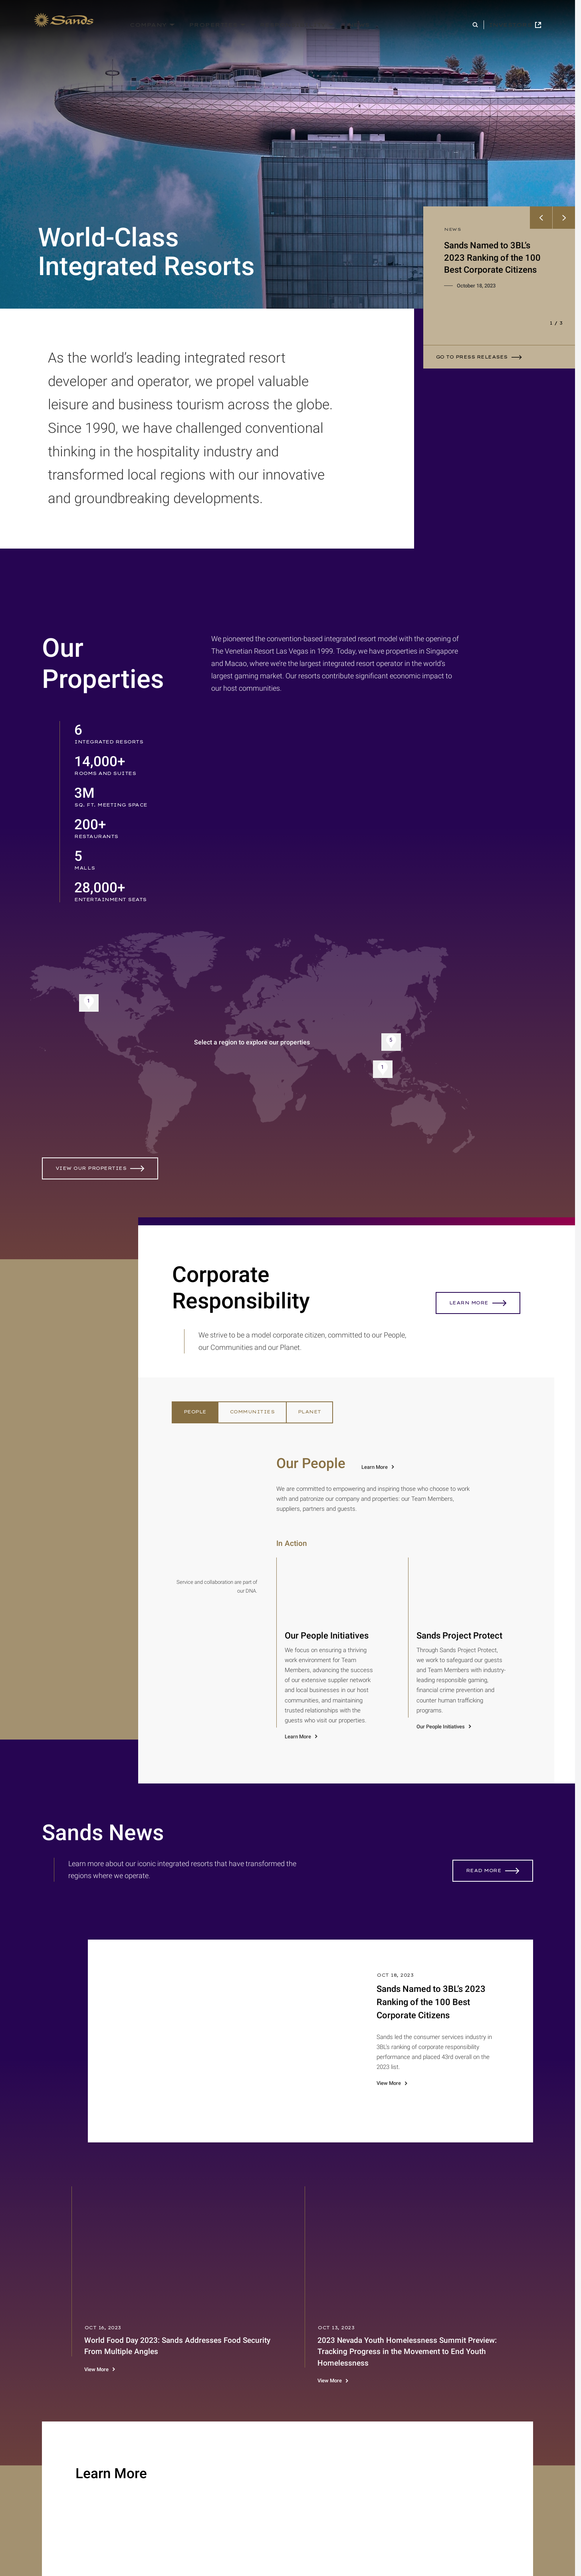 Sands
World-Class
Integrated Resorts
NEWS
Sands Named to 3BL's
2023 Ranking of the 100
Best Corporate Citizens
October 18, 2023
1 / 3
GO TO PRESS RELEASES
As the world's leading integrated resort
developer and operator, we propel valuable
leisure and business tourism across the globe.
Since 1990, we have challenged conventional
thinking in the hospitality industry and
transformed local regions with our innovative
and groundbreaking developments.
Our
Properties
We pioneered the convention-based integrated resort model with the opening of
The Venetian Resort Las Vegas in 1999. Today, we have properties in Singapore
and Macao, where we're the largest integrated resort operator in the world's
largest gaming market. Our resorts contribute significant economic impact to
our host communities.
6
INTEGRATED RESORTS
14,000+
ROOMS AND SUITES
3M
SQ. FT. MEETING SPACE
200+
RESTAURANTS
5
MALLS
28,000+
ENTERTAINMENT SEATS
1
Select a region to explore our properties
5
1
VIEW OUR PROPERTIES
Corporate
Responsibility
LEARN MORE
We strive to be a model corporate citizen, committed to our People,
our Communities and our Planet.
PEOPLE
COMMUNITIES
PLANET
Our People
Learn More
We are committed to empowering and inspiring those who choose to work
with and patronize our company and properties: our Team Members,
suppliers, partners and guests.
In Action
Service and collaboration are part of
our DNA.
Our People Initiatives
We focus on ensuring a thriving
work environment for Team
Members, advancing the success
of our extensive supplier network
and local businesses in our host
communities, and maintaining
trusted relationships with the
guests who visit our properties.
Learn More
Sands Project Protect
Through Sands Project Protect,
we work to safeguard our guests
and Team Members with industry-
leading responsible gaming,
financial crime prevention and
counter human trafficking
programs.
Our People Initiatives
Sands News
Learn more about our iconic integrated resorts that have transformed the
regions where we operate.
READ MORE
OCT 18, 2023
Sands Named to 3BL's 2023
Ranking of the 100 Best
Corporate Citizens
Sands led the consumer services industry in
3BL's ranking of corporate responsibility
performance and placed 43rd overall on the
2023 list.
View More
OCT 16, 2023
World Food Day 2023: Sands Addresses Food Security
From Multiple Angles
View More
OCT 13, 2023
2023 Nevada Youth Homelessness Summit Preview:
Tracking Progress in the Movement to End Youth
Homelessness
View More
Learn More